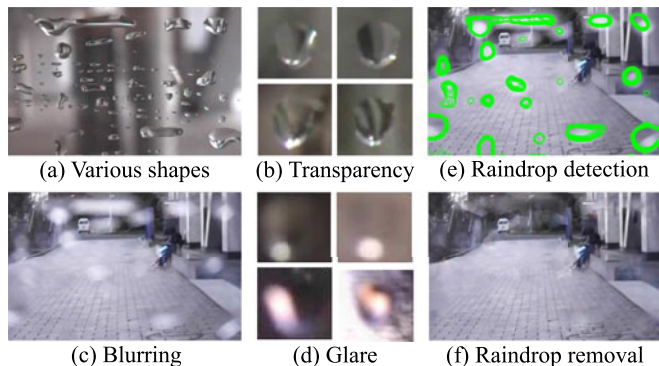 (a) Various shapes
(b) Transparency
(e) Raindrop detection
(c) Blurring
(d) Glare
(f) Raindrop removal